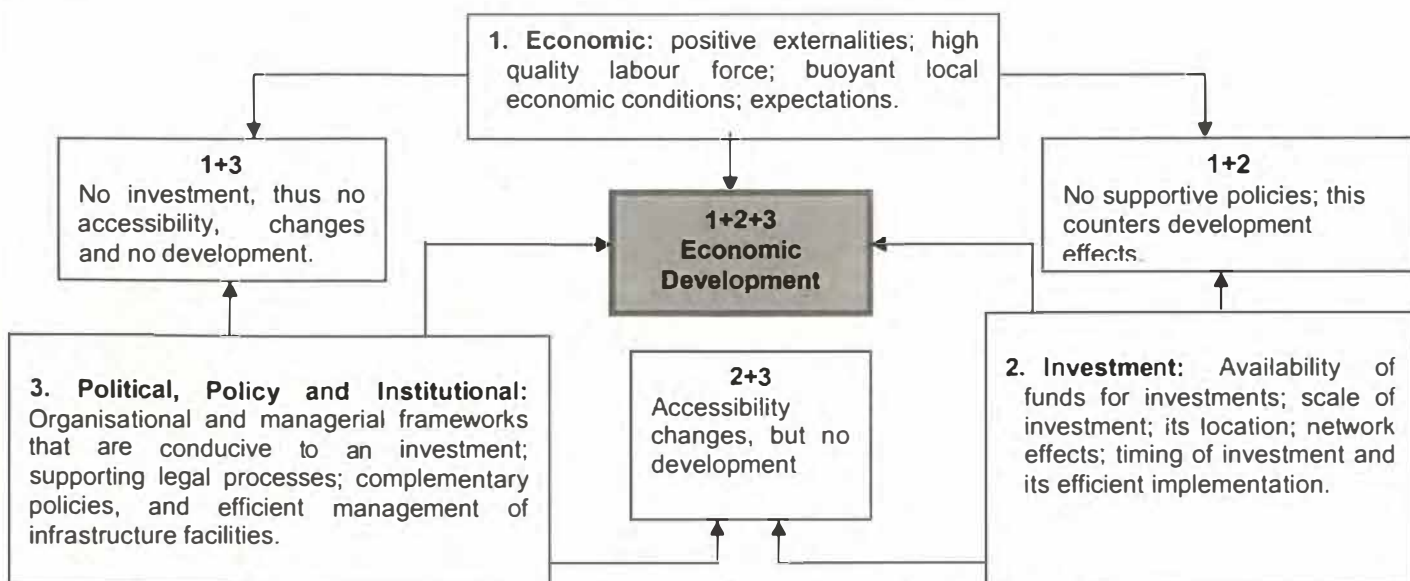 1. Economic: positive externalities; high
quality labour force; buoyant local
economic conditions; expectations.
1+3
No investment, thus no
accessibility, changes
and no development.
1+2+3
Economic
Development
1+2
No supportive policies; this
counters development
effects.
3. Political, Policy and Institutional:
Organisational and managerial frameworks
that are conducive to an investment;
supporting legal processes; complementary
policies, and efficient management of
infrastructure facilities.
2+3
Accessibility
changes, but no
development
2. Investment: Availability of
funds for investments; scale of
investment; its location; network
effects; timing of investment and
its efficient implementation.